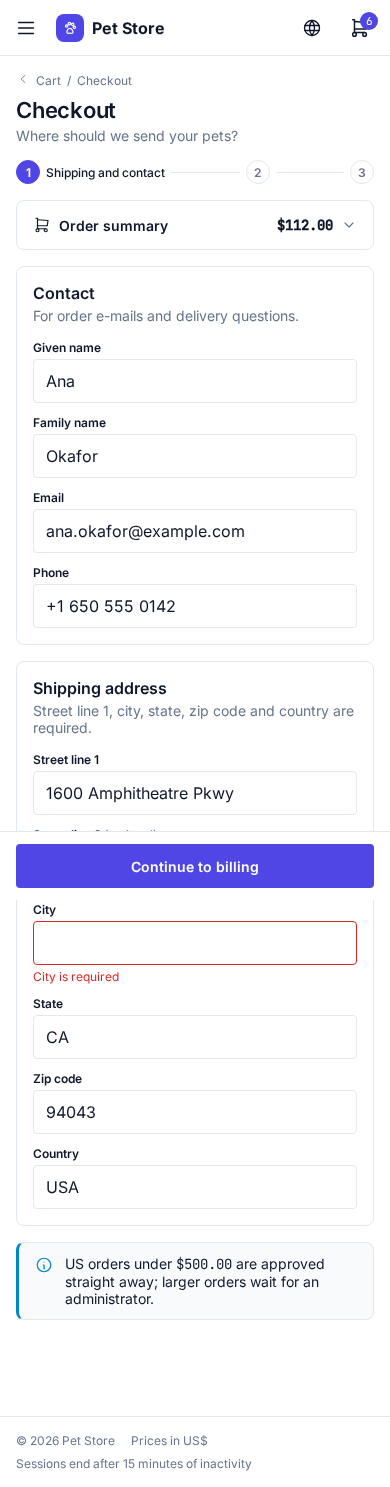 Pet Store
6
Cart / Checkout
Checkout
Where should we send your pets?
1 Shipping and contact 2 3
Order summary $112.00
Contact
For order e-mails and delivery questions.
Given name
Ana
Family name
Okafor
Email
ana.okafor@example.com
Phone
+1 650 555 0142
Shipping address
Street line 1, city, state, zip code and country are
required.
Street line 1
1600 Amphitheatre Pkwy
Continue to billing
City
City is required
State
CA
Zip code
94043
Country
USA
US orders under $500.00 are approved
straight away; larger orders wait for an
administrator.
© 2026 Pet Store Prices in US$
Sessions end after 15 minutes of inactivity